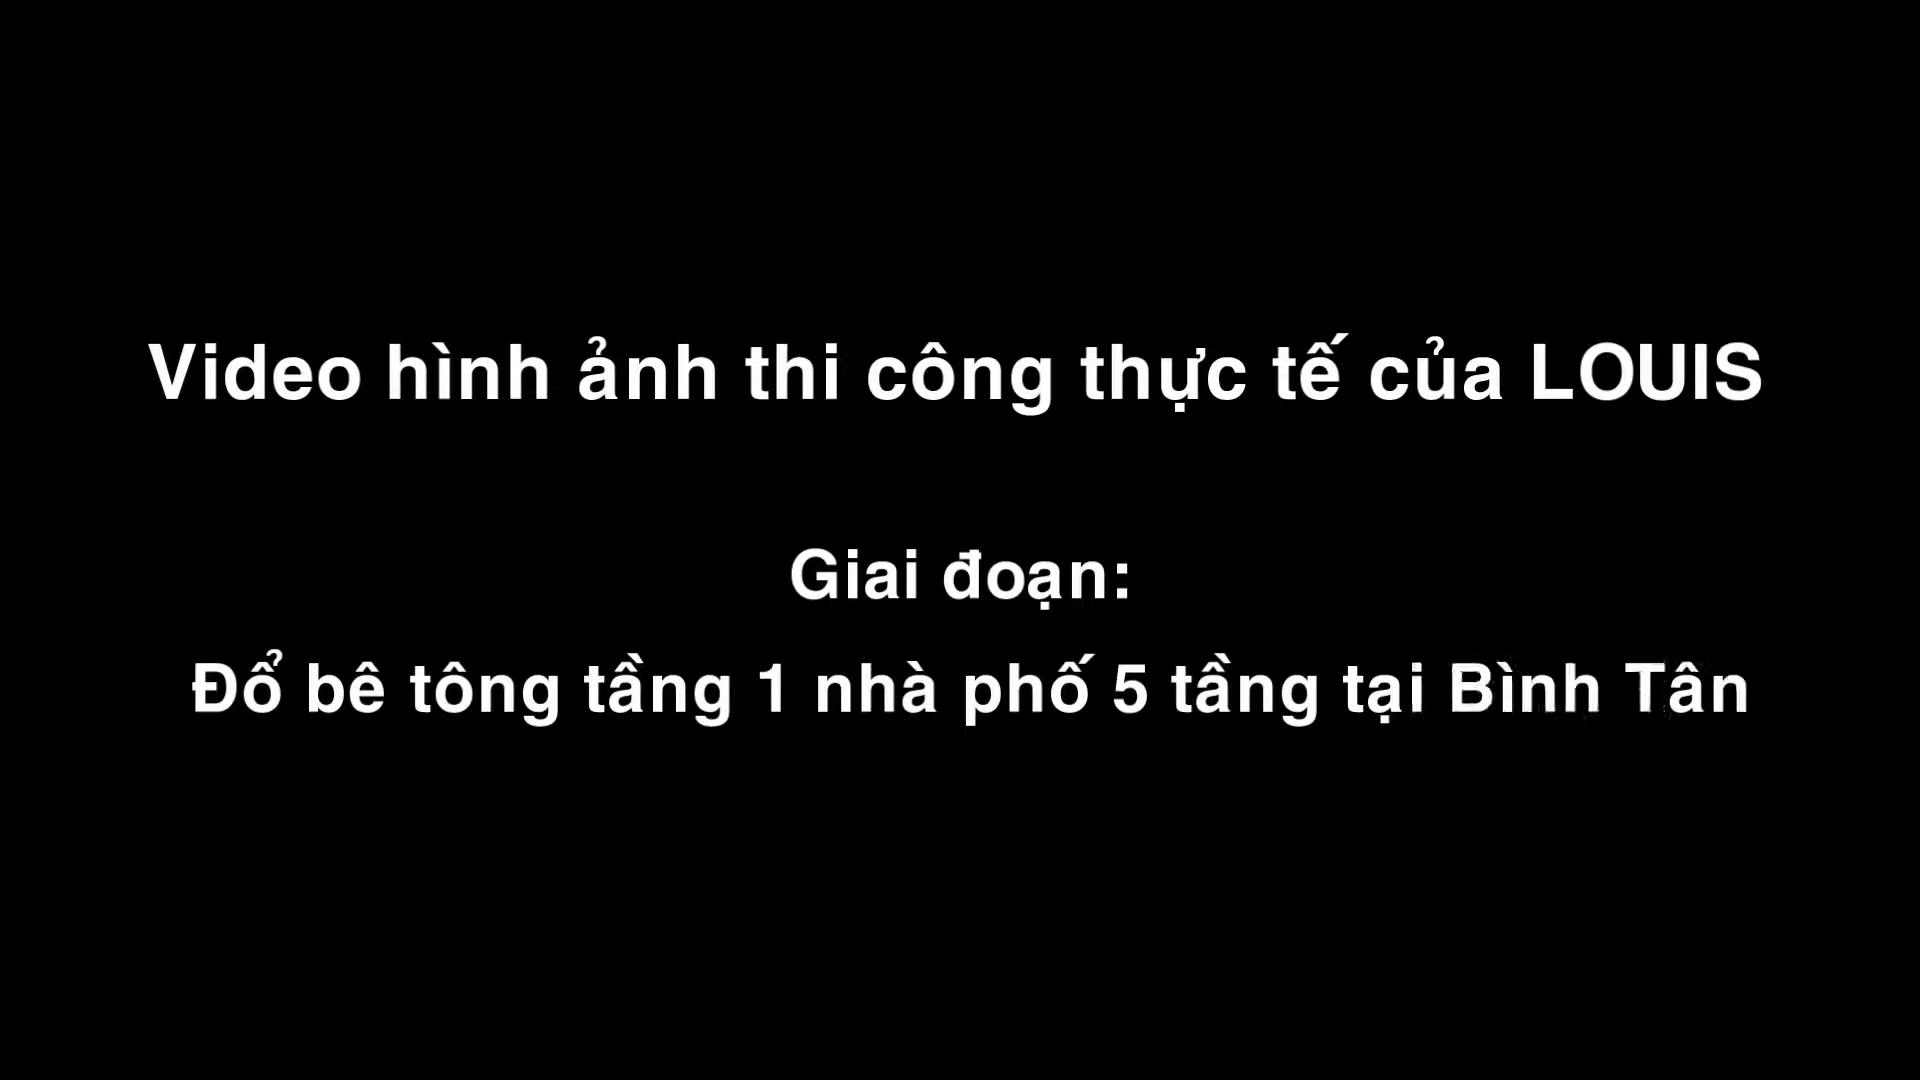 Video hình ảnh thi công thực tế của LOUIS
Giai đoạn:
Đổ bê tông tầng 1 nhà phố 5 tầng tại Bình Tân